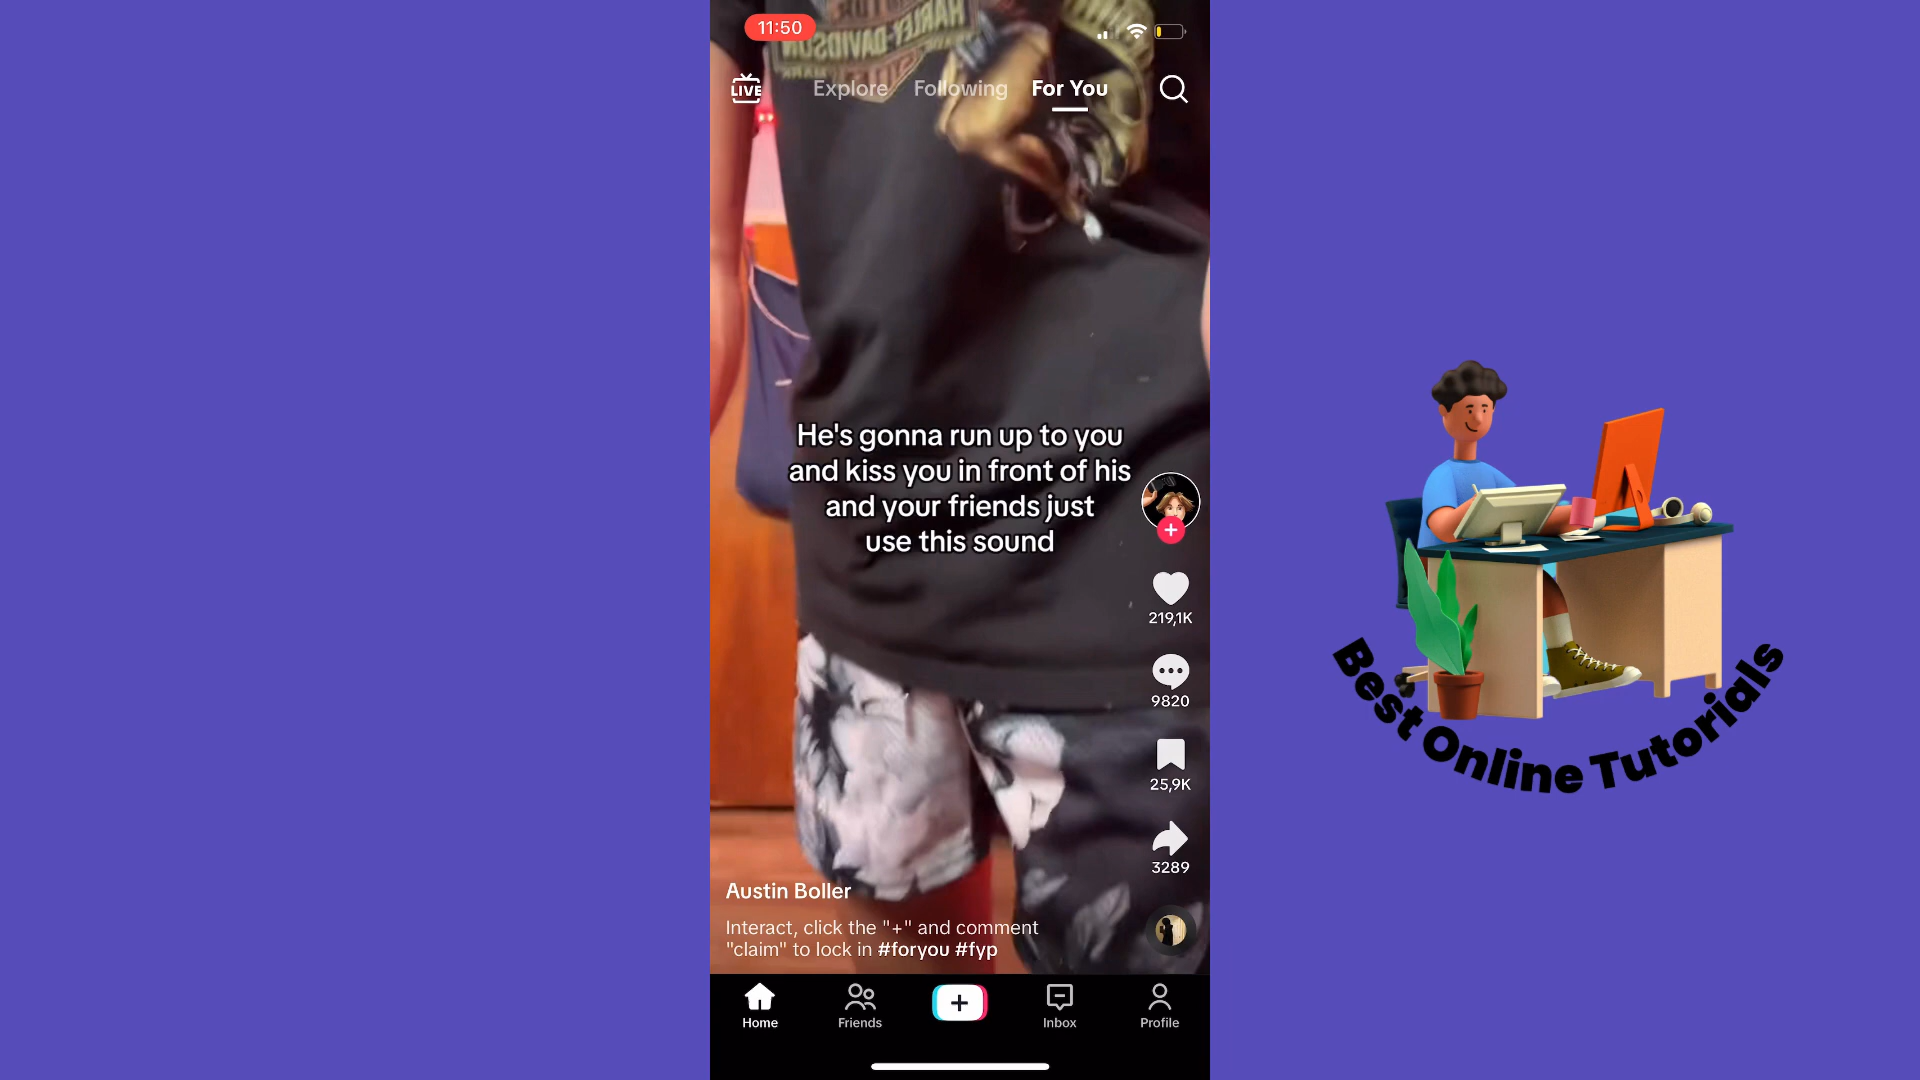 11:50
LIVE
Explore Following For You
HARLEY-DAVIDSON
He's gonna run up to you
and kiss you in front of his
and your friends just
use this sound
219,1K
9820
25,9K
3289
Austin Boller
Interact, click the "+" and comment
"claim" to lock in #foryou #fyp
Home Friends Inbox Profile
Best Online Tutorials